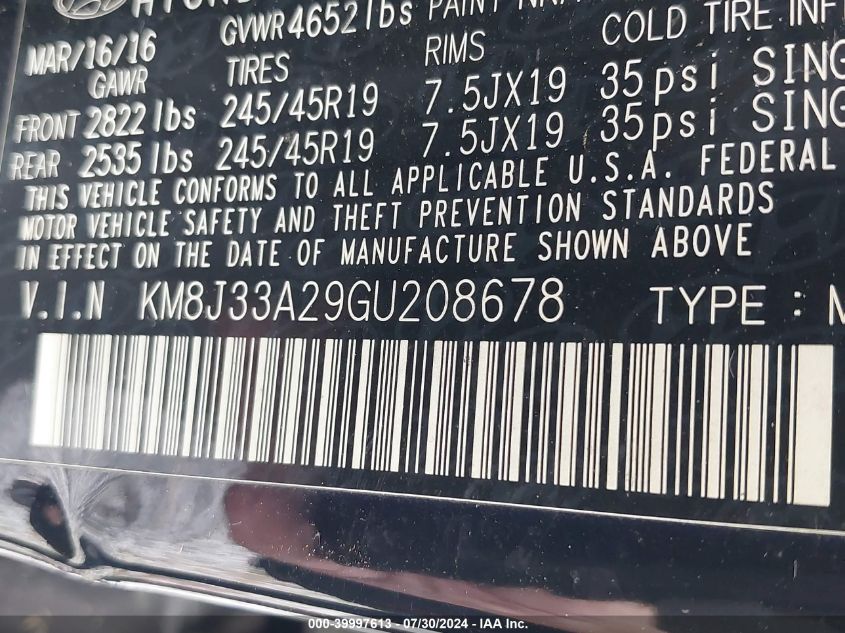 GVWR 4652 lbs PAINT
MAR/16/16 TIRES RIMS COLD TIRE INF
GAWR
FRONT 2822 lbs 245/45R19 7.5JX19 35psi SING
REAR 2535 lbs 245/45R19 7.5JX19 35psi SING
THIS VEHICLE CONFORMS TO ALL APPLICABLE U.S.A. FEDERAL
MOTOR VEHICLE SAFETY AND THEFT PREVENTION STANDARDS
IN EFFECT ON THE DATE OF MANUFACTURE SHOWN ABOVE
V.I.N KM8J33A29GU208678 TYPE : M
000-39997613 - 07/30/2024 - IAA Inc.